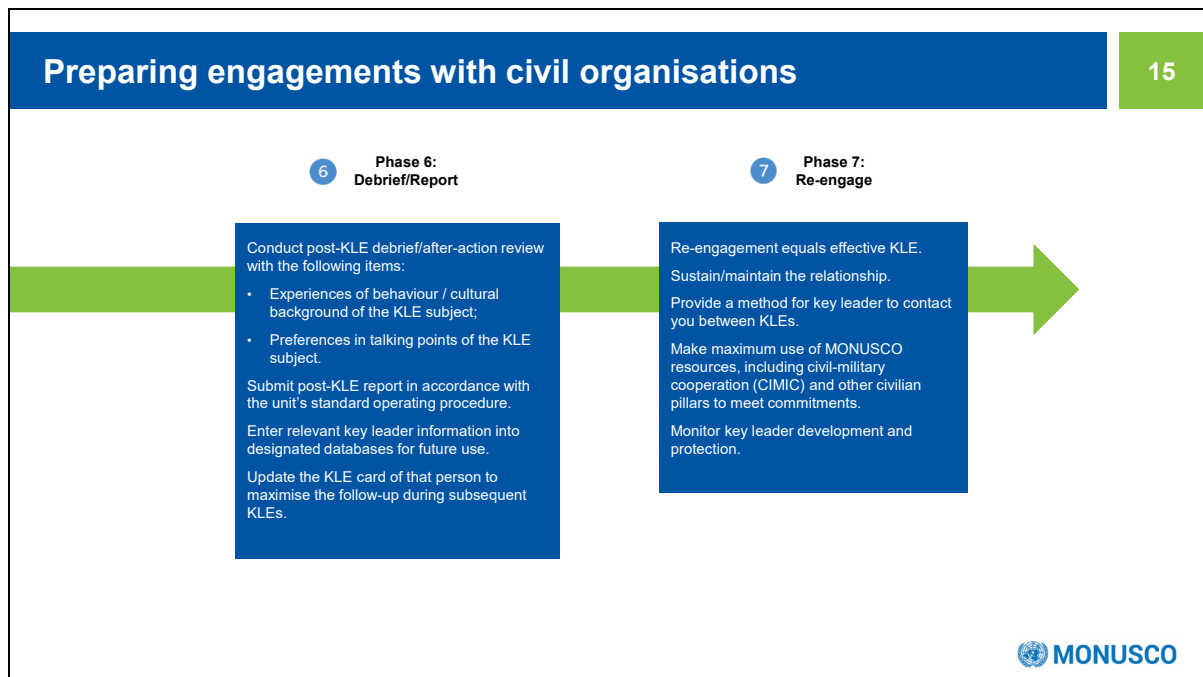 Preparing engagements with civil organisations
15
6
Phase 6:
Debrief/Report
Conduct post-KLE debrief/after-action review
with the following items:
• Experiences of behaviour / cultural
background of the KLE subject;
• Preferences in talking points of the KLE
subject.
Submit post-KLE report in accordance with
the unit's standard operating procedure.
Enter relevant key leader information into
designated databases for future use.
Update the KLE card of that person to
maximise the follow-up during subsequent
KLEs.
7
Phase 7:
Re-engage
Re-engagement equals effective KLE.
Sustain/maintain the relationship.
Provide a method for key leader to contact
you between KLEs.
Make maximum use of MONUSCO
resources, including civil-military
cooperation (CIMIC) and other civilian
pillars to meet commitments.
Monitor key leader development and
protection.
MONUSCO